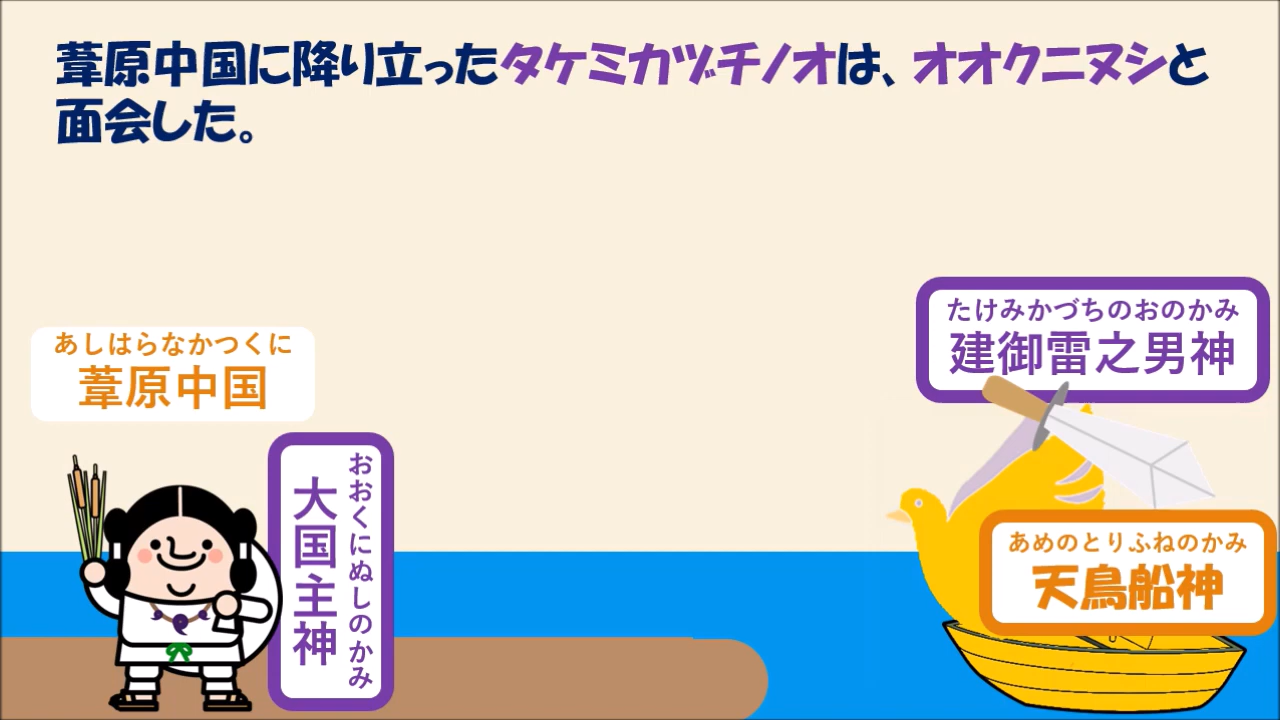 葦原中国に降り立ったタケミカヅチノオは、オオクニヌシと
面会した。
たけみかづちのおのかみ
建御雷之男神
あしはらなかつくに
葦原中国
おおくにぬしのかみ
大国主神
あめのとりふねのかみ
天鳥船神